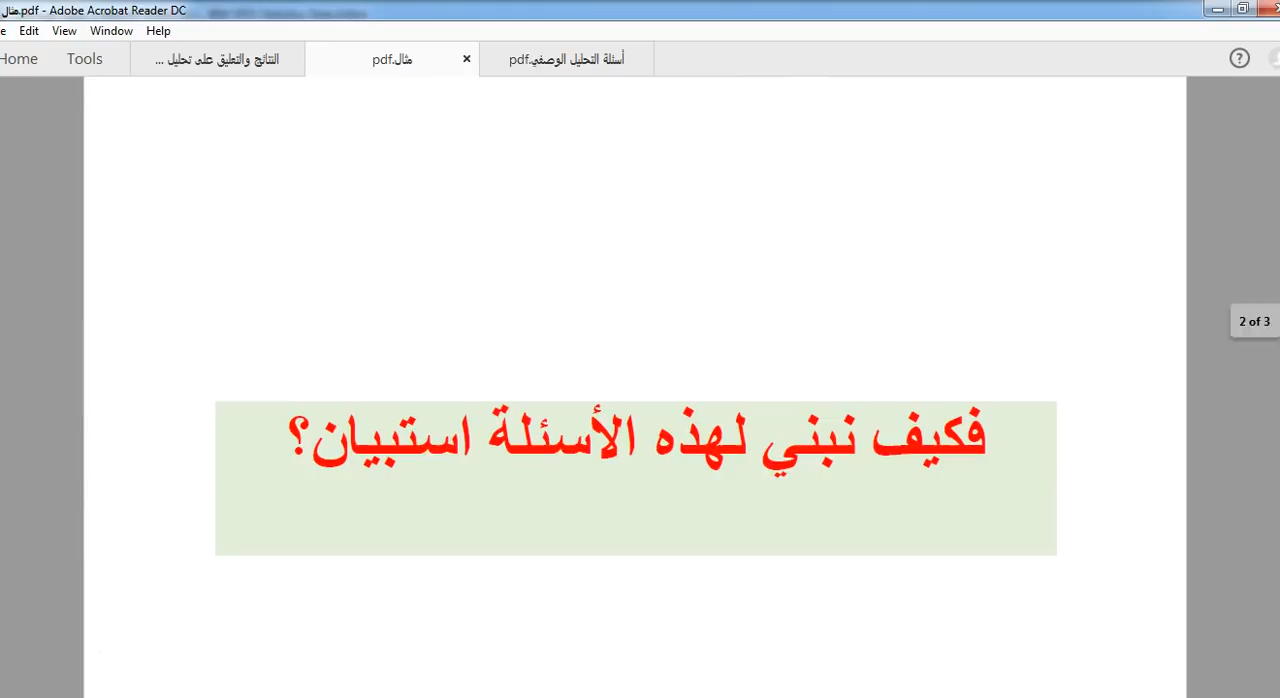 مثال.pdf - Adobe Acrobat Reader DC
e Edit View Window Help
Home Tools النتائج والتعليق على تحليل ... مثال.pdf × أسئلة التحليل الوصفي.pdf ?
2 of 3
فكيف نبني لهذه الأسئلة استبيان؟